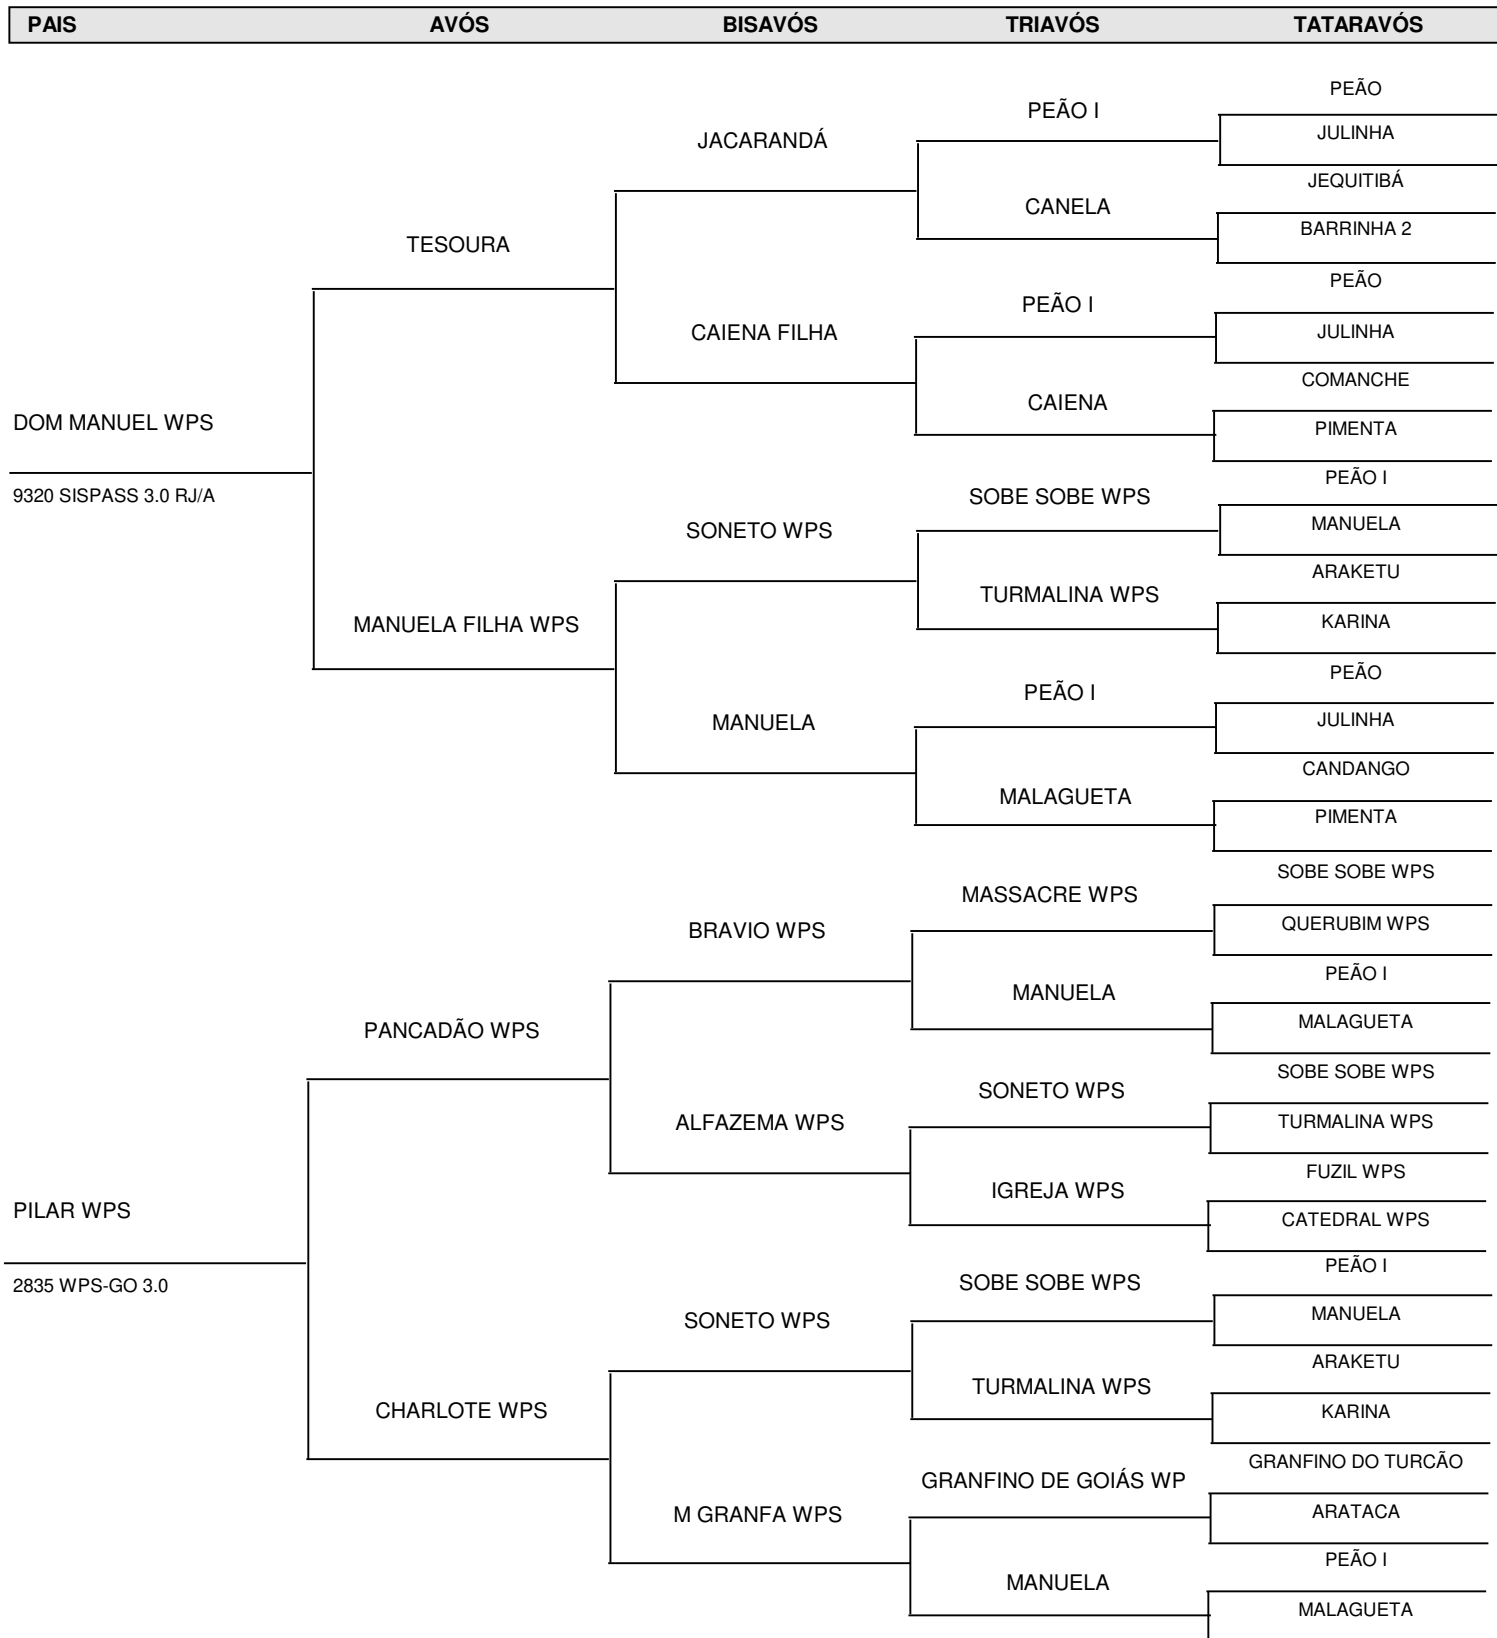 PAIS AVÓS BISAVÓS TRIAVÓS TATARAVÓS
PEÃO
PEÃO I
JULINHA
JACARANDÁ
JEQUITIBÁ
CANELA
BARRINHA 2
TESOURA
PEÃO
PEÃO I
CAIENA FILHA
JULINHA
COMANCHE
CAIENA
DOM MANUEL WPS
PIMENTA
PEÃO I
9320 SISPASS 3.0 RJ/A
SOBE SOBE WPS
MANUELA
SONETO WPS
ARAKETU
TURMALINA WPS
MANUELA FILHA WPS
KARINA
PEÃO
PEÃO I
MANUELA
JULINHA
CANDANGO
MALAGUETA
PIMENTA
SOBE SOBE WPS
MASSACRE WPS
BRAVIO WPS
QUERUBIM WPS
PEÃO I
MANUELA
PANCADÃO WPS
MALAGUETA
SOBE SOBE WPS
SONETO WPS
ALFAZEMA WPS
TURMALINA WPS
FUZIL WPS
IGREJA WPS
PILAR WPS
CATEDRAL WPS
PEÃO I
2835 WPS-GO 3.0
SOBE SOBE WPS
SONETO WPS
MANUELA
ARAKETU
TURMALINA WPS
CHARLOTE WPS
KARINA
GRANFINO DO TURCÃO
GRANFINO DE GOIÁS WP
M GRANFA WPS
ARATACA
PEÃO I
MANUELA
MALAGUETA